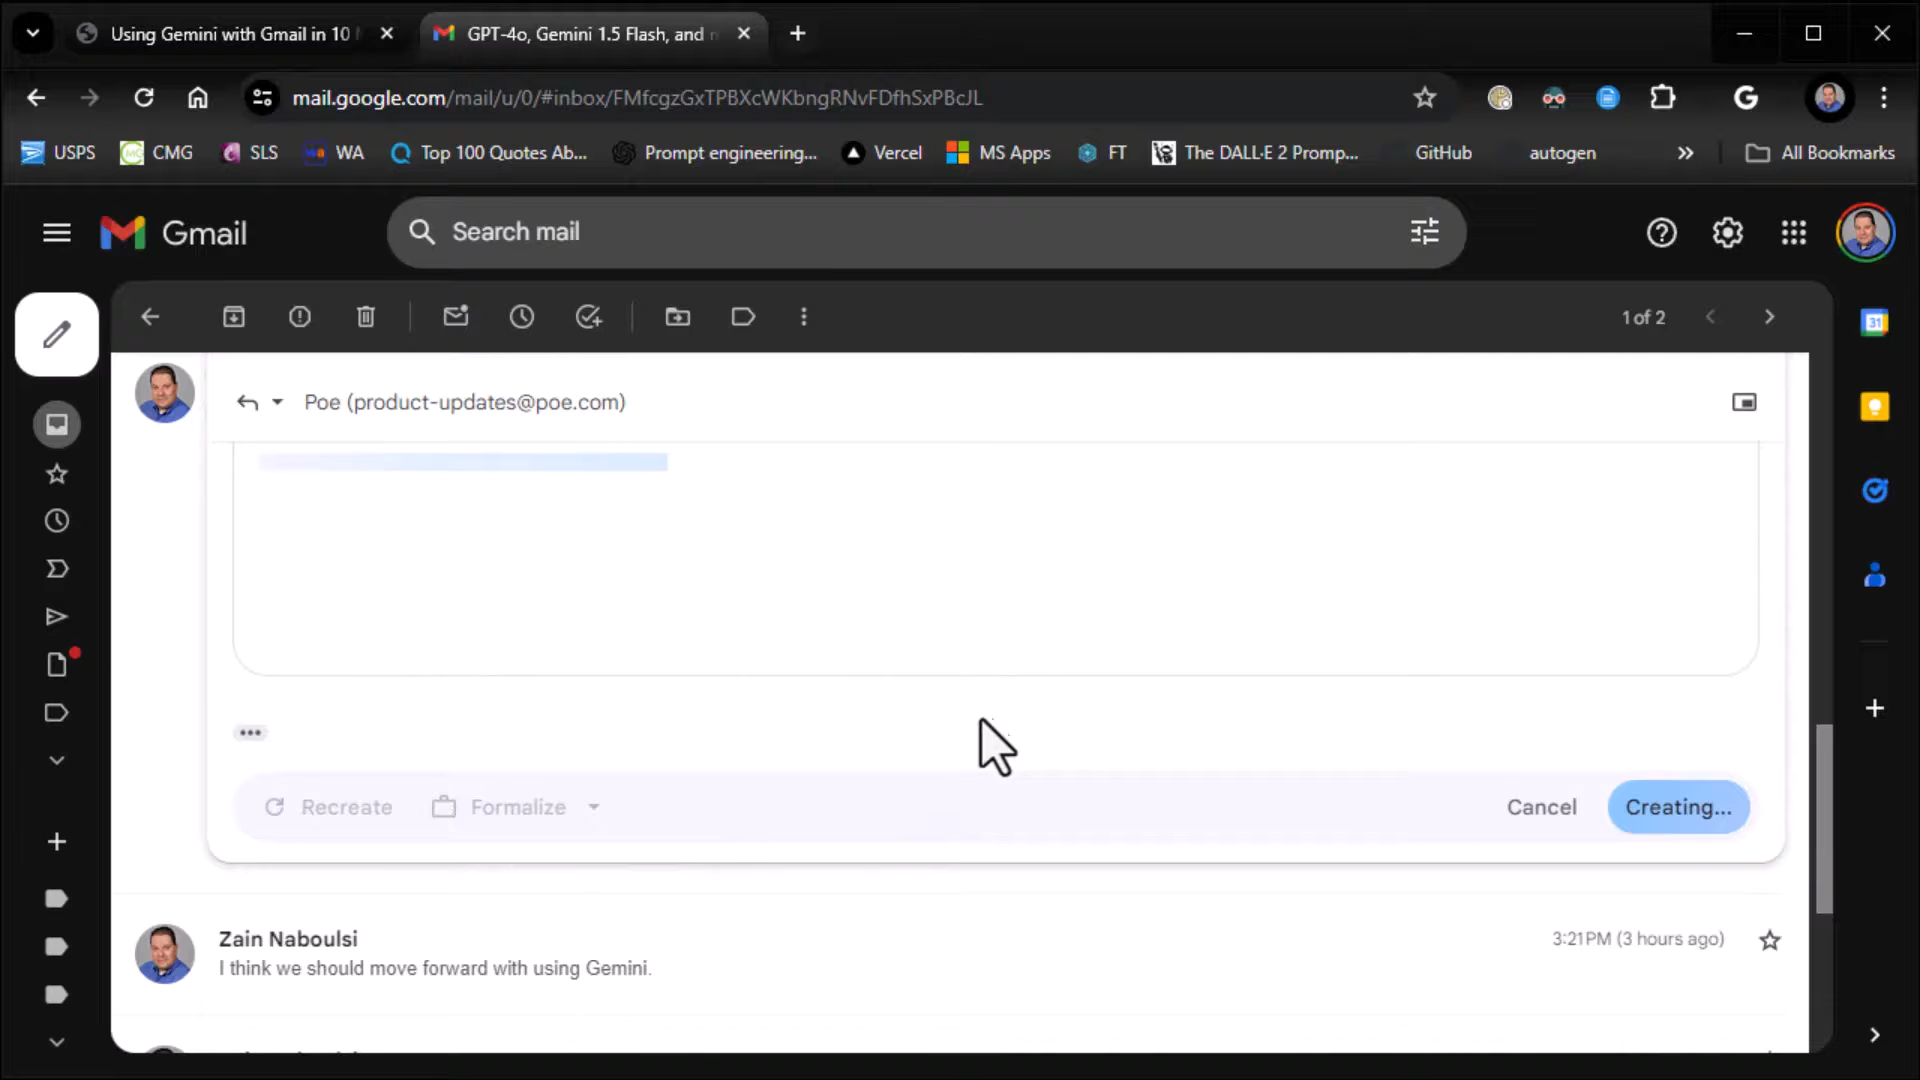 Using Gemini with Gmail in 10
GPT-4o, Gemini 1.5 Flash, and
mail.google.com/mail/u/0/#inbox/FMfcgzGxTPBXcWKbngRNvFDfhSxPBcJL
USPS CMG SLS WA Top 100 Quotes Ab... Prompt engineering... Vercel MS Apps FT The DALL·E 2 Promp... GitHub autogen All Bookmarks
Gmail
Search mail
1 of 2
31
Poe (product-updates@poe.com)
Recreate
Formalize
Cancel
Creating...
Zain Naboulsi
3:21 PM (3 hours ago)
I think we should move forward with using Gemini.